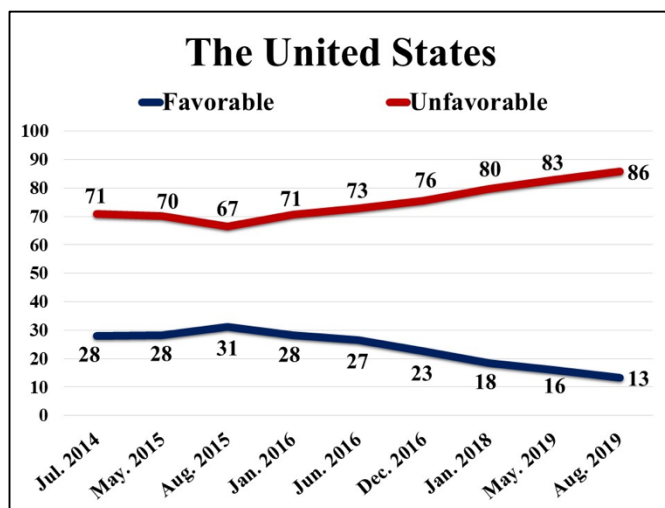 The United States
Favorable Unfavorable
100
90
80
70
60
50
40
30
20
10
0
71 70 67 71 73 76 80 83 86
28 28 31 28 27 23 18 16 13
Jul. 2014 May. 2015 Aug. 2015 Jan. 2016 Jun. 2016 Dec. 2016 Jan. 2018 May. 2019 Aug. 2019